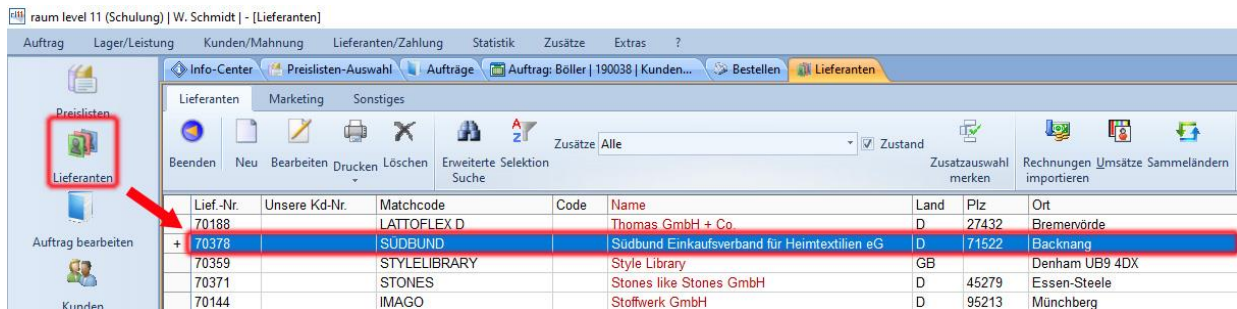 raum level 11 (Schulung) | W. Schmidt | - [Lieferanten]
Auftrag Lager/Leistung Kunden/Mahnung Lieferanten/Zahlung Statistik Zusätze Extras ?
Info-Center Preislisten-Auswahl Aufträge Auftrag: Böller | 190038 | Kunden... Bestellen Lieferanten
Preislisten
Lieferanten
Auftrag bearbeiten
Kunden
Lieferanten Marketing Sonstiges
Beenden Neu Bearbeiten Drucken Löschen Erweiterte Suche Selektion Zusätze Alle Zustand Zusatzauswahl merken Rechnungen importieren Umsätze Sammeländern
Lief.-Nr. Unsere Kd-Nr. Matchcode Code Name Land Plz Ort
70188 LATTOFLEX D Thomas GmbH + Co. D 27432 Bremervörde
+ 70378 SÜDBUND Südbund Einkaufsverband für Heimtextilien eG D 71522 Backnang
70359 STYLELIBRARY Style Library GB Denham UB9 4DX
70371 STONES Stones like Stones GmbH D 45279 Essen-Steele
70144 IMAGO Stoffwerk GmbH D 95213 Münchberg